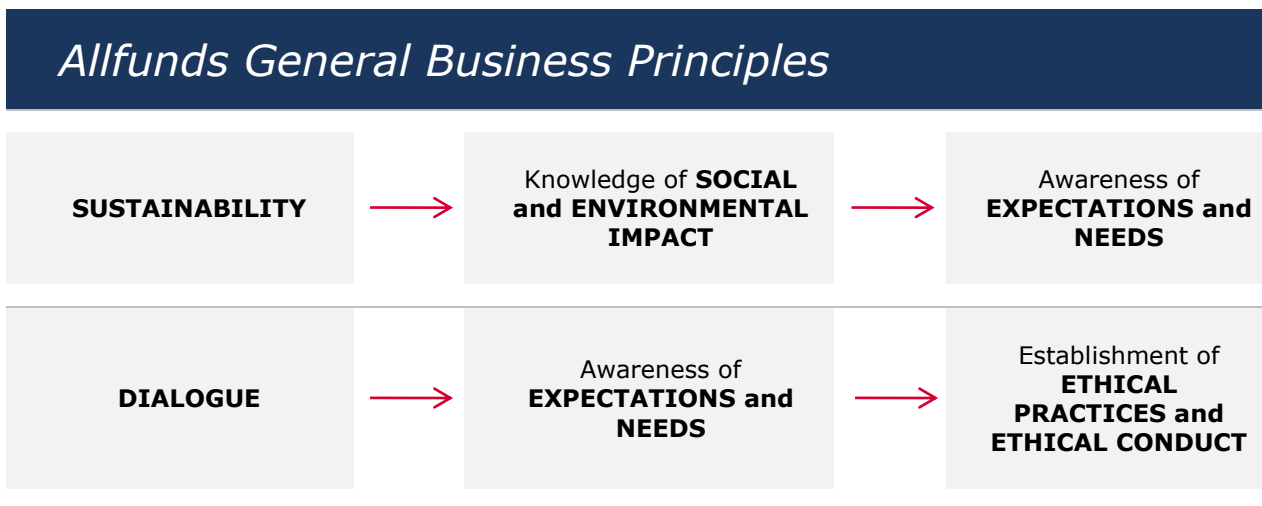 Allfunds General Business Principles
SUSTAINABILITY
Knowledge of SOCIAL
and ENVIRONMENTAL
IMPACT
Awareness of
EXPECTATIONS and
NEEDS
DIALOGUE
Awareness of
EXPECTATIONS and
NEEDS
Establishment of
ETHICAL
PRACTICES and
ETHICAL CONDUCT